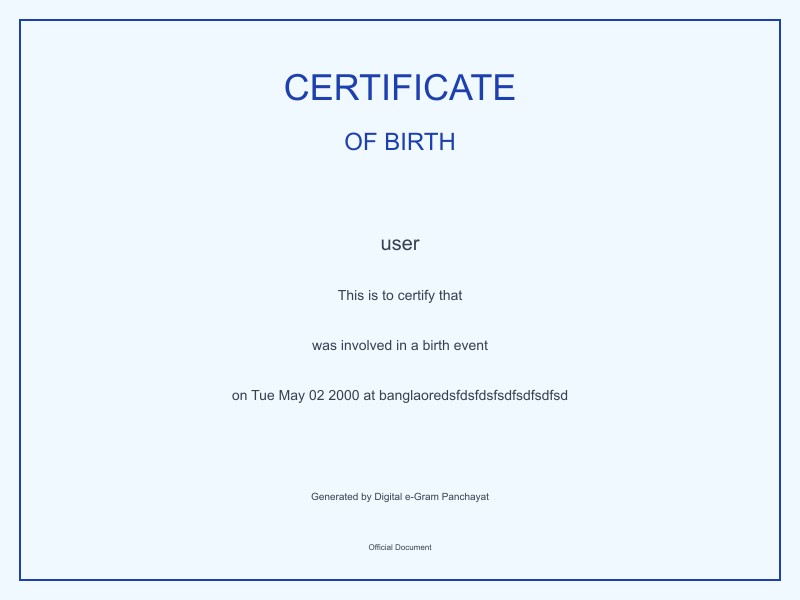 CERTIFICATE
OF BIRTH
user
This is to certify that
was involved in a birth event
on Tue May 02 2000 at banglaoredsfdsfdsfsdfsdfsdfsd
Generated by Digital e-Gram Panchayat
Official Document